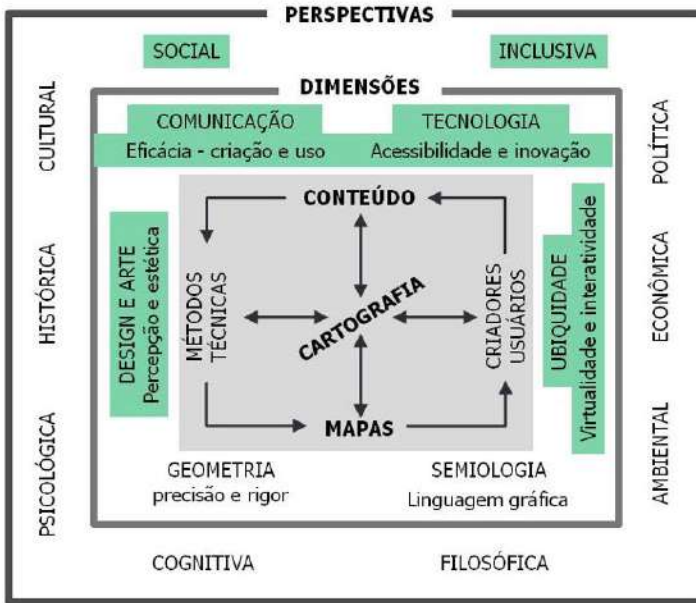 PERSPECTIVAS
SOCIAL
INCLUSIVA
DIMENSÕES
CULTURAL
HISTÓRICA
PSICOLÓGICA
COMUNICAÇÃO
Eficácia - criação e uso
TECNOLOGIA
Acessibilidade e inovação
POLÍTICA
ECONÔMICA
AMBIENTAL
DESIGN E ARTE
Percepção e estética
CONTEÚDO
MÉTODOS
TÉCNICAS
CARTOGRAFIA
CRIADORES
USUÁRIOS
MAPAS
UBIQUIDADE
Virtualidade e interatividade
GEOMETRIA
precisão e rigor
SEMIOLOGIA
Linguagem gráfica
COGNITIVA
FILOSÓFICA